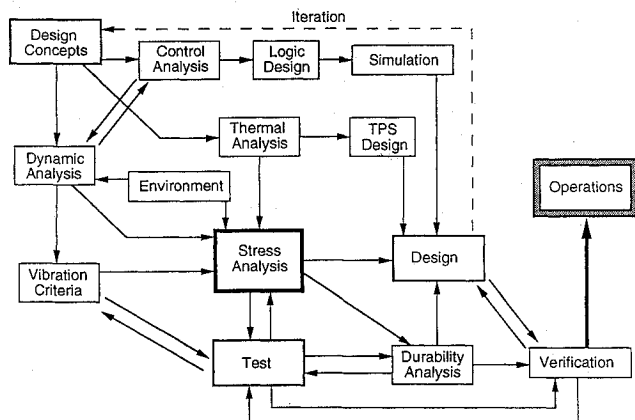 Iteration
Design
Concepts
Control
Analysis
Logic
Design
Simulation
Thermal
Analysis
TPS
Design
Dynamic
Analysis
Environment
Operations
Stress
Analysis
Design
Vibration
Criteria
Test
Durability
Analysis
Verification